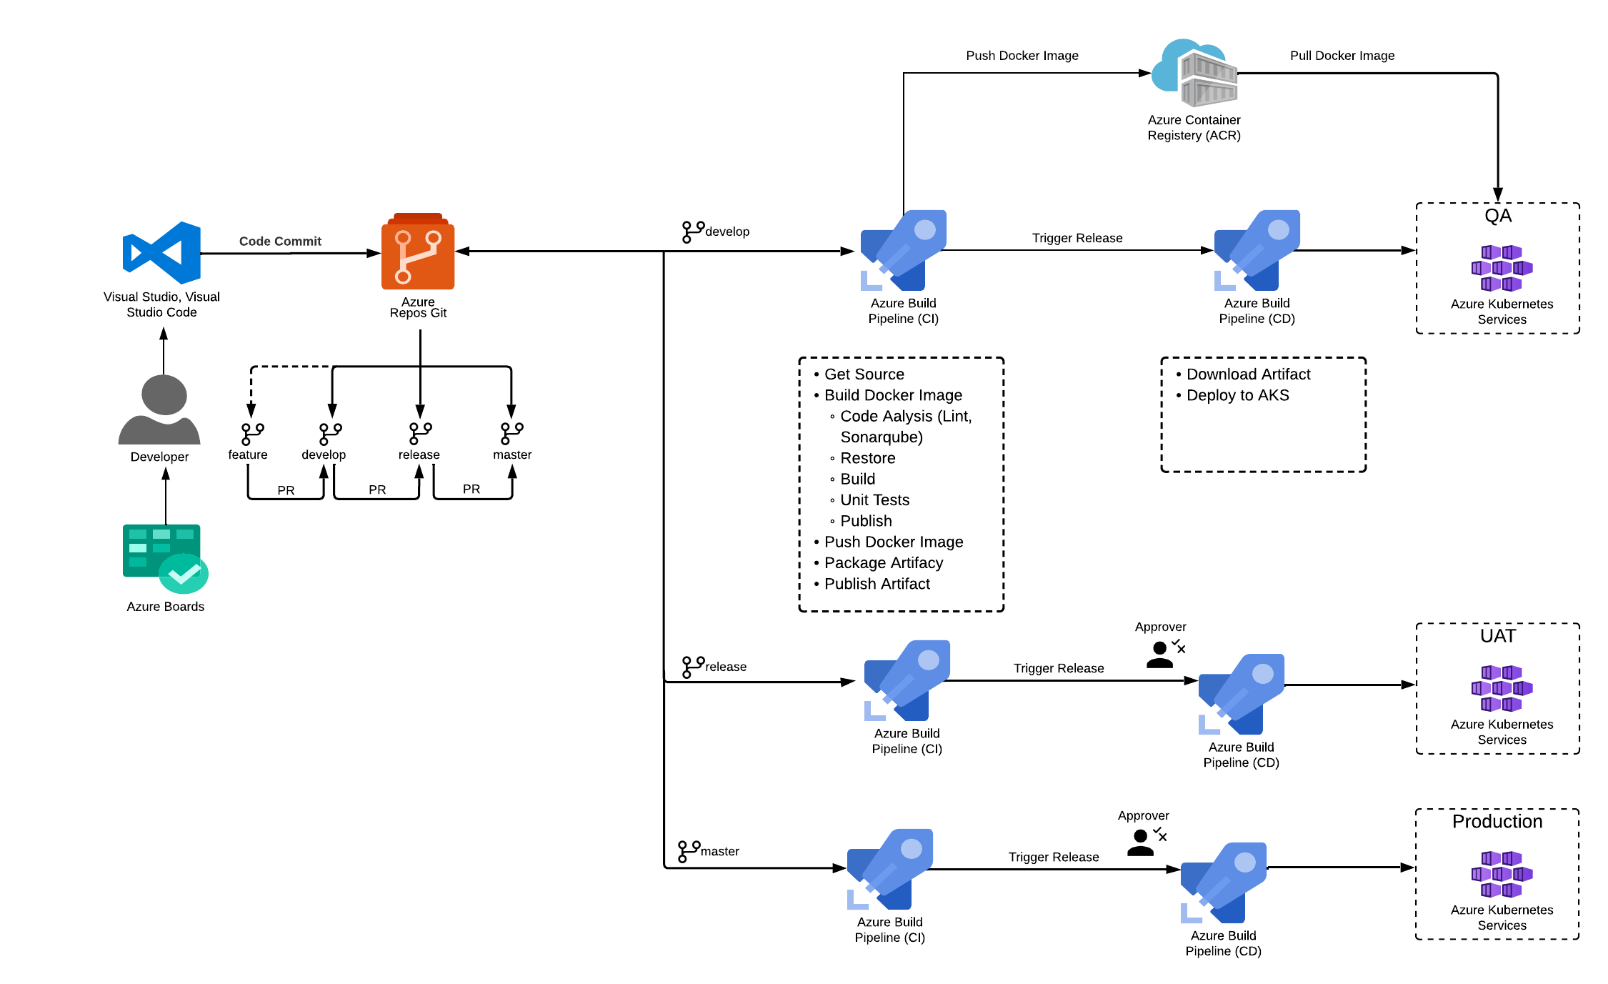 Push Docker Image
Pull Docker Image
Azure Container
Registery (ACR)
Code Commit
develop
Trigger Release
QA
Azure Kubernetes
Services
Visual Studio, Visual
Studio Code
Azure
Repos Git
Azure Build
Pipeline (CI)
Azure Build
Pipeline (CD)
Developer
feature
develop
release
master
PR
PR
PR
Azure Boards
• Get Source
• Build Docker Image
◦ Code Aalysis (Lint,
Sonarqube)
◦ Restore
◦ Build
◦ Unit Tests
◦ Publish
• Push Docker Image
• Package Artifacy
• Publish Artifact
• Download Artifact
• Deploy to AKS
release
Trigger Release
Approver
UAT
Azure Kubernetes
Services
Azure Build
Pipeline (CI)
Azure Build
Pipeline (CD)
master
Trigger Release
Approver
Production
Azure Kubernetes
Services
Azure Build
Pipeline (CI)
Azure Build
Pipeline (CD)